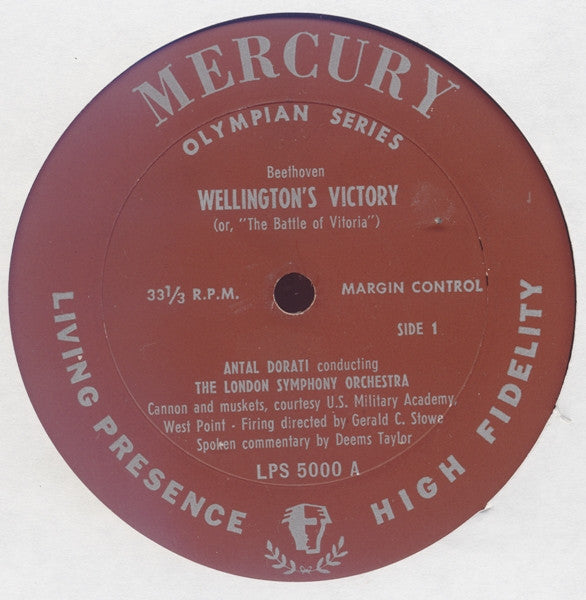 MERCURY
OLYMPIAN SERIES
Beethoven
WELLINGTON'S VICTORY
(or, "The Battle of Vitoria")
33 1/3 R.P.M.
MARGIN CONTROL
SIDE 1
ANTAL DORATI conducting
THE LONDON SYMPHONY ORCHESTRA
Cannon and muskets, courtesy U.S. Military Academy,
West Point - Firing directed by Gerald C. Stowe
Spoken commentary by Deems Taylor
LPS 5000 A
LIVING PRESENCE
HIGH FIDELITY